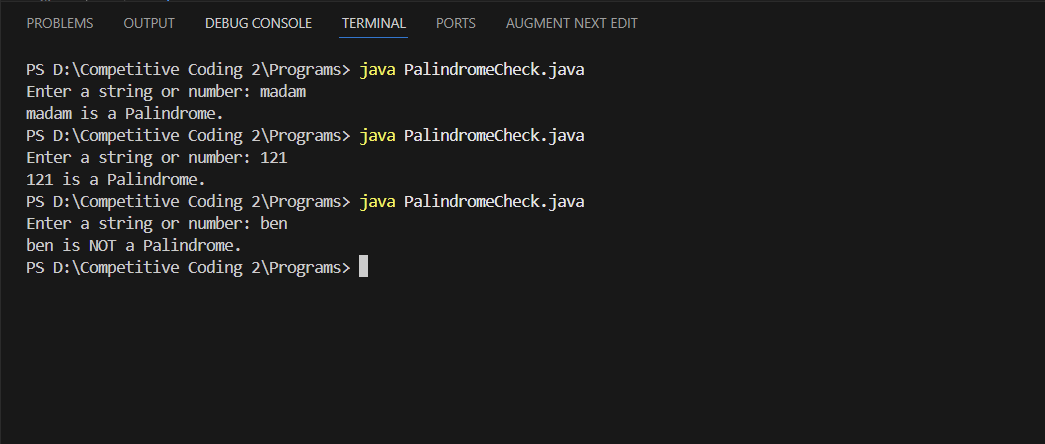 PROBLEMS OUTPUT DEBUG CONSOLE TERMINAL PORTS AUGMENT NEXT EDIT
PS D:\Competitive Coding 2\Programs> java PalindromeCheck.java
Enter a string or number: madam
madam is a Palindrome.
PS D:\Competitive Coding 2\Programs> java PalindromeCheck.java
Enter a string or number: 121
121 is a Palindrome.
PS D:\Competitive Coding 2\Programs> java PalindromeCheck.java
Enter a string or number: ben
ben is NOT a Palindrome.
PS D:\Competitive Coding 2\Programs>